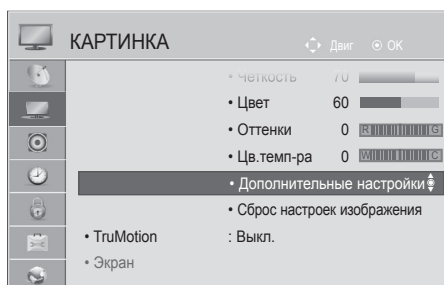 КАРТИНКА Двиг OK
• Четкость 70
• Цвет 60
• Оттенки 0 R G
• Цв.темп-ра 0 W C
• Дополнительные настройки
• Сброс настроек изображения
• TruMotion : Выкл.
• Экран